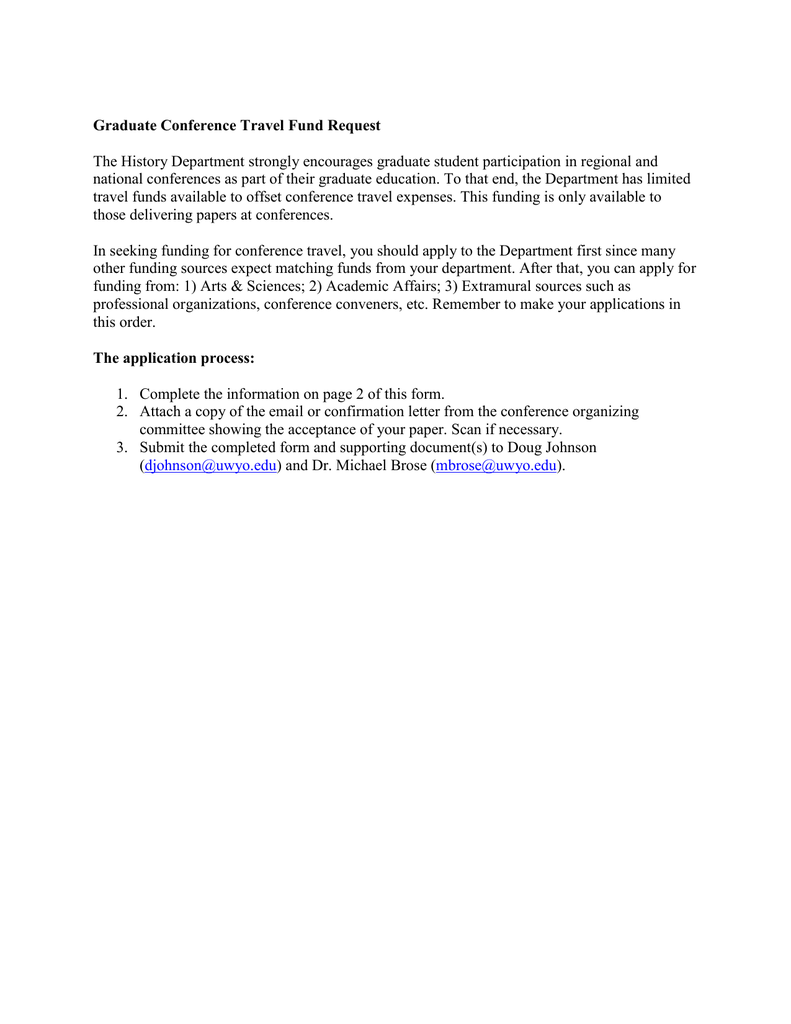 Graduate Conference Travel Fund Request
The History Department strongly encourages graduate student participation in regional and
national conferences as part of their graduate education. To that end, the Department has limited
travel funds available to offset conference travel expenses. This funding is only available to
those delivering papers at conferences.
In seeking funding for conference travel, you should apply to the Department first since many
other funding sources expect matching funds from your department. After that, you can apply for
funding from: 1) Arts & Sciences; 2) Academic Affairs; 3) Extramural sources such as
professional organizations, conference conveners, etc. Remember to make your applications in
this order.
The application process:
1. Complete the information on page 2 of this form.
2. Attach a copy of the email or confirmation letter from the conference organizing
committee showing the acceptance of your paper. Scan if necessary.
3. Submit the completed form and supporting document(s) to Doug Johnson
(djohnson@uwyo.edu) and Dr. Michael Brose (mbrose@uwyo.edu).